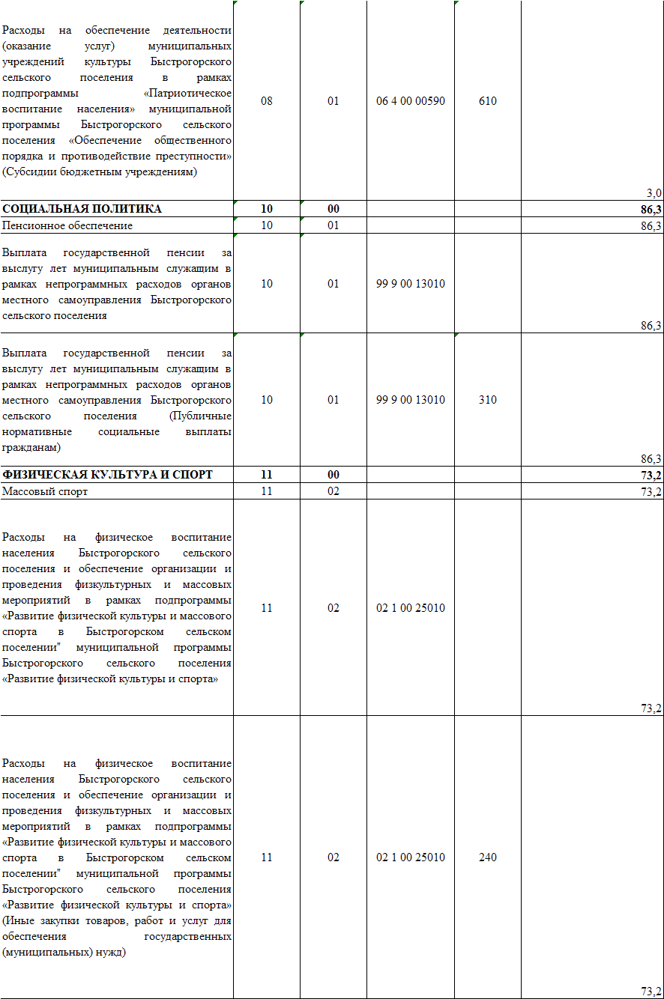 Расходы на обеспечение деятельности
(оказание услуг) муниципальных
учреждений культуры Быстрогорского
сельского поселения в рамках
подпрограммы «Патриотическое
воспитание населения» муниципальной
программы Быстрогорского сельского
поселения «Обеспечение общественного
порядка и противодействие преступности»
(Субсидии бюджетным учреждениям)
08 01 06 4 00 00590 610
3,0
СОЦИАЛЬНАЯ ПОЛИТИКА 10 00 86,3
Пенсионное обеспечение 10 01 86,3
Выплата государственной пенсии за
выслугу лет муниципальным служащим в
рамках непрограммных расходов органов
местного самоуправления Быстрогорского
сельского поселения
10 01 99 9 00 13010
86,3
Выплата государственной пенсии за
выслугу лет муниципальным служащим в
рамках непрограммных расходов органов
местного самоуправления Быстрогорского
сельского поселения (Публичные
нормативные социальные выплаты
гражданам)
10 01 99 9 00 13010 310
86,3
ФИЗИЧЕСКАЯ КУЛЬТУРА И СПОРТ 11 00 73,2
Массовый спорт 11 02 73,2
Расходы на физическое воспитание
населения Быстрогорского сельского
поселения и обеспечение организации и
проведения физкультурных и массовых
мероприятий в рамках подпрограммы
«Развитие физической культуры и массового
спорта в Быстрогорском сельском
поселении" муниципальной программы
Быстрогорского сельского поселения
«Развитие физической культуры и спорта»
11 02 02 1 00 25010
73,2
Расходы на физическое воспитание
населения Быстрогорского сельского
поселения и обеспечение организации и
проведения физкультурных и массовых
мероприятий в рамках подпрограммы
«Развитие физической культуры и массового
спорта в Быстрогорском сельском
поселении" муниципальной программы
Быстрогорского сельского поселения
«Развитие физической культуры и спорта»
(Иные закупки товаров, работ и услуг для
обеспечения государственных
(муниципальных) нужд)
11 02 02 1 00 25010 240
73,2